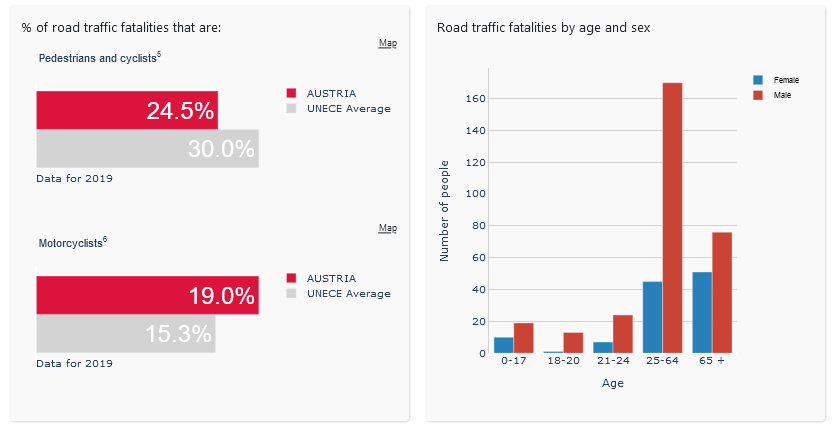 % of road traffic fatalities that are:
Map
Pedestrians and cyclists5
24.5%
30.0%
AUSTRIA
UNECE Average
Data for 2019
Map
Motorcyclists6
19.0%
15.3%
AUSTRIA
UNECE Average
Data for 2019
Road traffic fatalities by age and sex
Number of people
160
140
120
100
80
60
40
20
0
0-17 18-20 21-24 25-64 65 +
Age
Female
Male